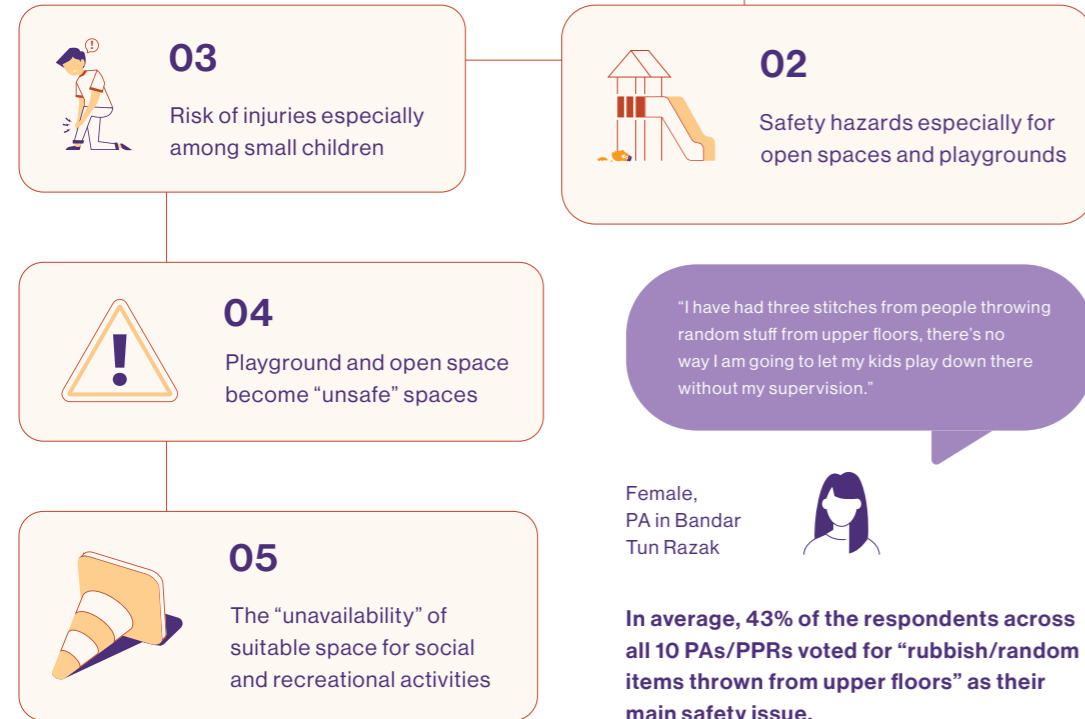 03
Risk of injuries especially
among small children
02
Safety hazards especially for
open spaces and playgrounds
04
Playground and open space
become “unsafe” spaces
“I have had three stitches from people throwing
random stuff from upper floors, there’s no
way I am going to let my kids play down there
without my supervision.”
Female,
PA in Bandar
Tun Razak
05
The “unavailability” of
suitable space for social
and recreational activities
In average, 43% of the respondents across
all 10 PAs/PPRs voted for “rubbish/random
items thrown from upper floors” as their
main safety issue.